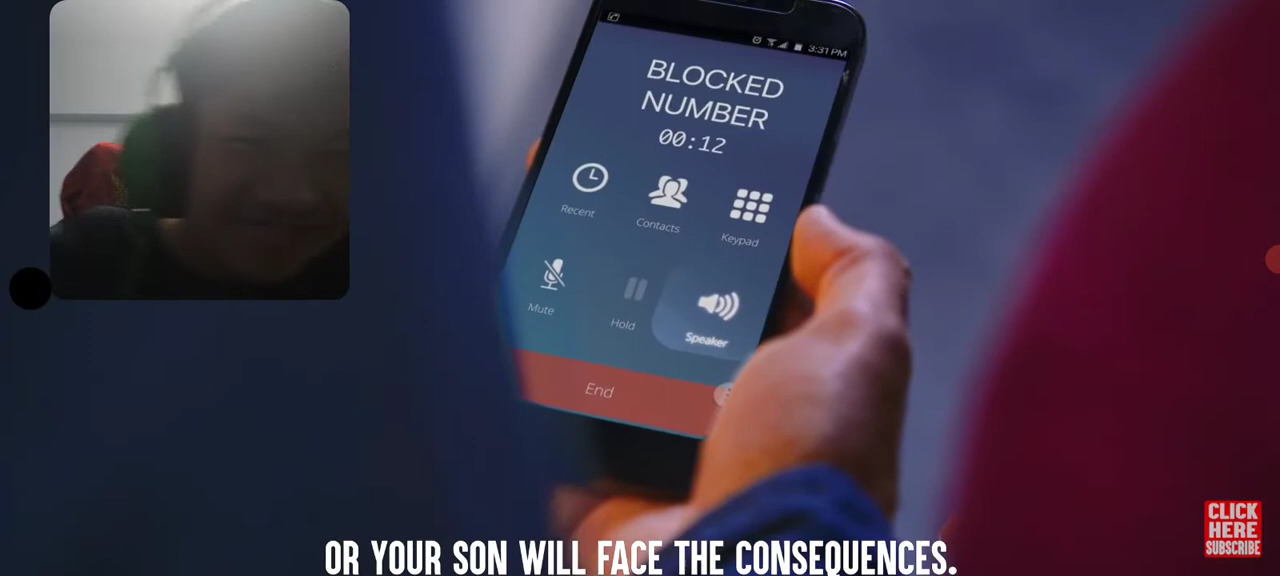 3:31 PM
BLOCKED
NUMBER
00:12
Recent
Contacts
Keypad
Mute
Hold
Speaker
End
OR YOUR SON WILL FACE THE CONSEQUENCES.
CLICK
HERE
SUBSCRIBE